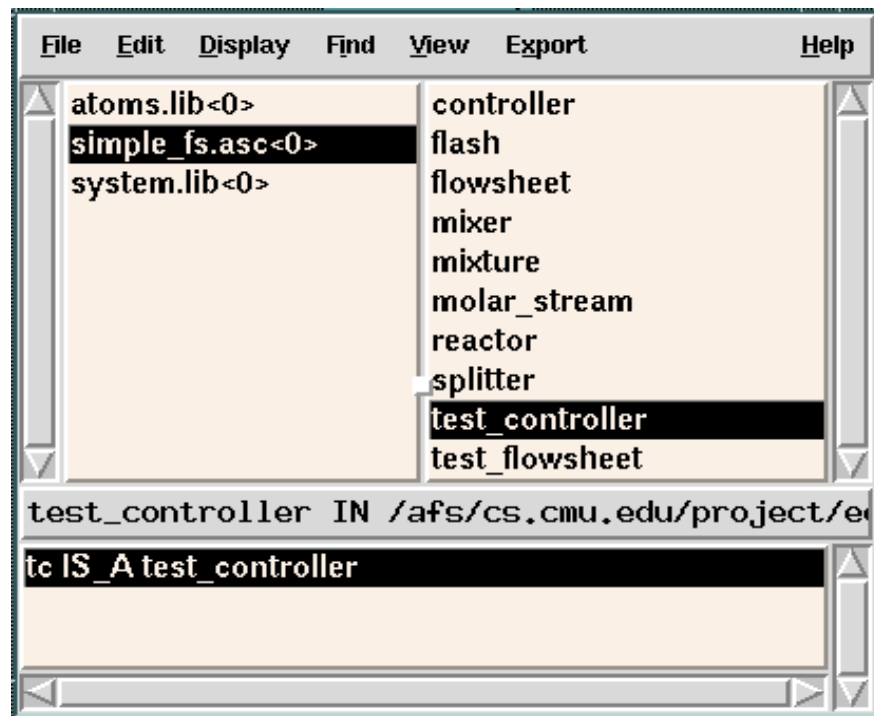 File Edit Display Find View Export Help
atoms.lib<0>
simple_fs.asc<0>
system.lib<0>
controller
flash
flowsheet
mixer
mixture
molar_stream
reactor
splitter
test_controller
test_flowsheet
test_controller IN /afs/cs.cmu.edu/project/
tc IS_A test_controller